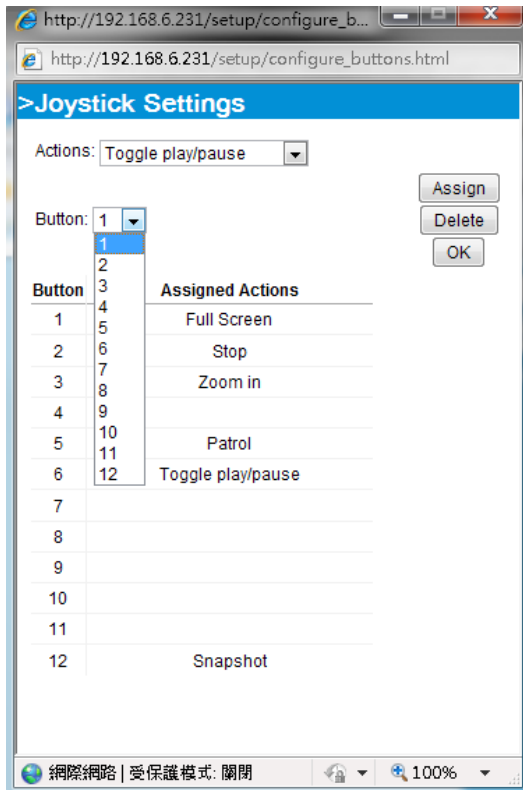 http://192.168.6.231/setup/configure_b...
X
http://192.168.6.231/setup/configure_buttons.html
>Joystick Settings
Actions: Toggle play/pause
Assign
Button: 1
Delete
OK
1
2
3
4
5
6
7
8
9
10
11
12
Button Assigned Actions
1 Full Screen
2 Stop
3 Zoom in
4
5 Patrol
6 Toggle play/pause
7
8
9
10
11
12 Snapshot
網際網路 | 受保護模式: 關閉 100%